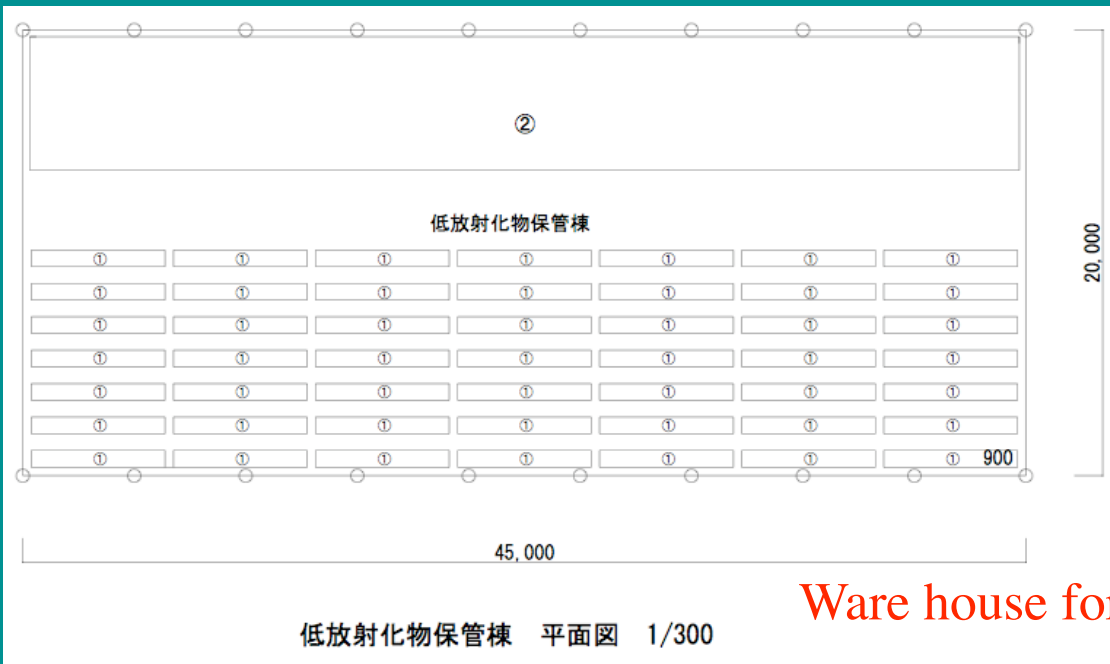 ②
低放射化物保管棟
① ① ① ① ① ① ①
① ① ① ① ① ① ①
① ① ① ① ① ① ①
① ① ① ① ① ① ①
① ① ① ① ① ① ①
① ① ① ① ① ① ①
① ① ① ① ① ① ① 900
20,000
45,000
Ware house for
低放射化物保管棟 平面図 1/300